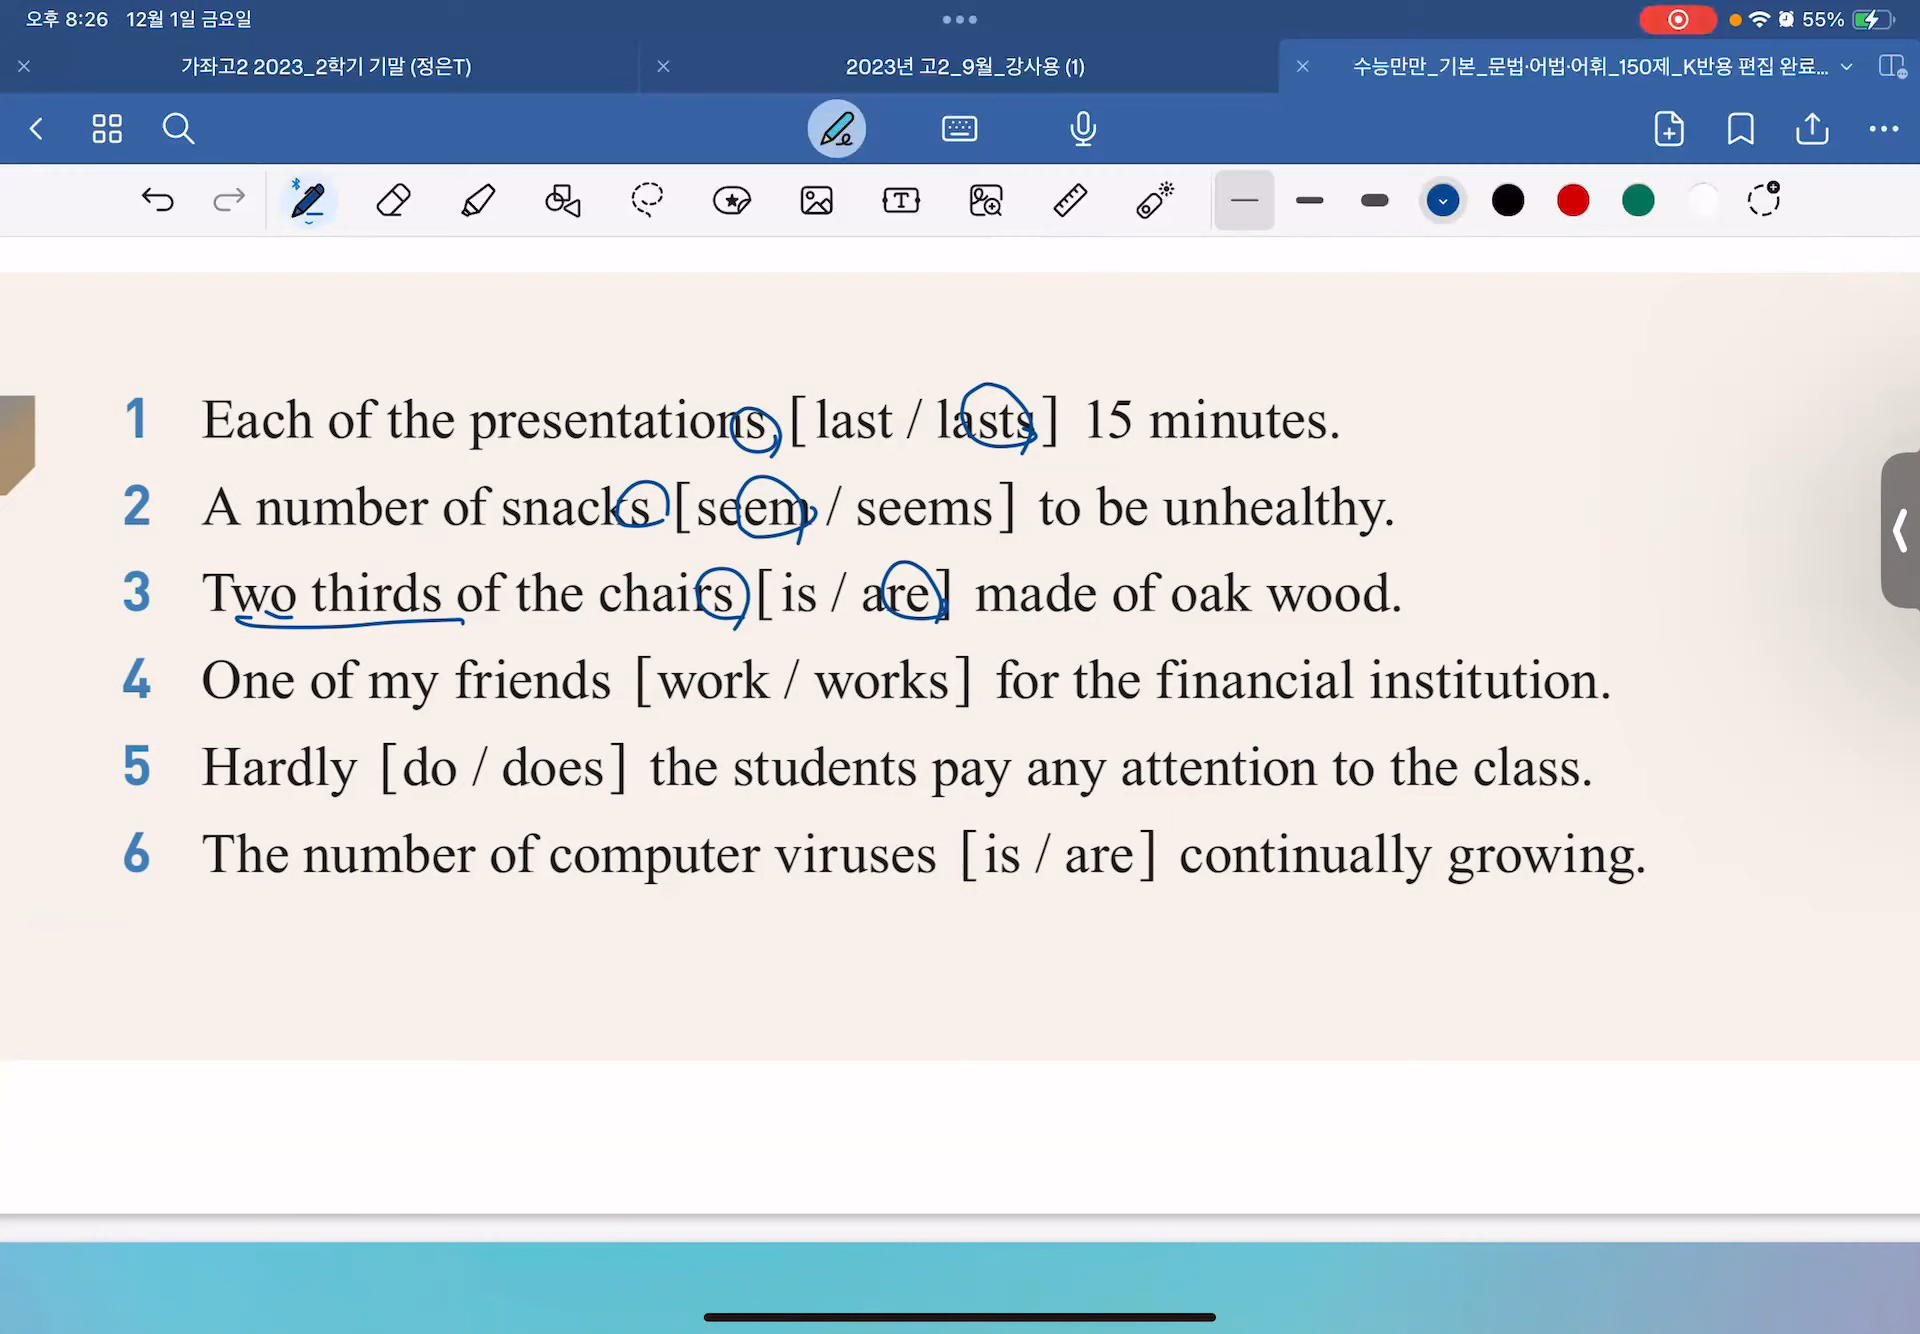 오후 8:26 12월 1일 금요일 55%
가좌고2 2023_2학기 기말 (정은T) 2023년 고2_9월_강사용 (1) 수능만만_기본_문법·어법·어휘_150제_K반용 편집 완료...
1 Each of the presentations [last / lasts] 15 minutes.
2 A number of snacks [seem / seems] to be unhealthy.
3 Two thirds of the chairs [is / are] made of oak wood.
4 One of my friends [work / works] for the financial institution.
5 Hardly [do / does] the students pay any attention to the class.
6 The number of computer viruses [is / are] continually growing.